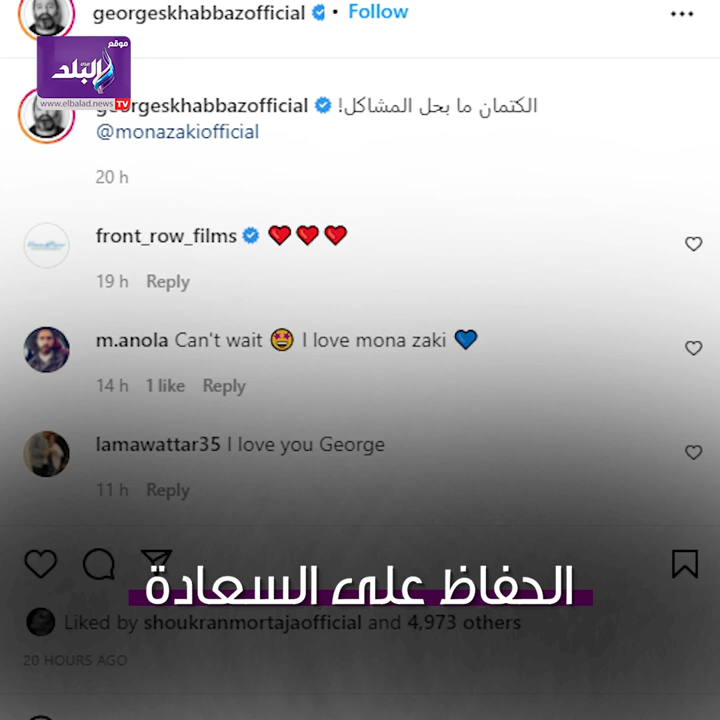 georgeskhabbazofficial • Follow
موقع
صدى البلد
www.elbalad.news TV
georgeskhabbazofficial الكتمان ما بحل المشاكل!
@monazakiofficial
20 h
front_row_films ❤️❤️❤️
19 h Reply
m.anola Can't wait 🤩 I love mona zaki 💙
14 h 1 like Reply
lamawattar35 I love you George
11 h Reply
الحفاظ على السعادة
Liked by shoukranmortajaofficial and 4,973 others
20 HOURS AGO